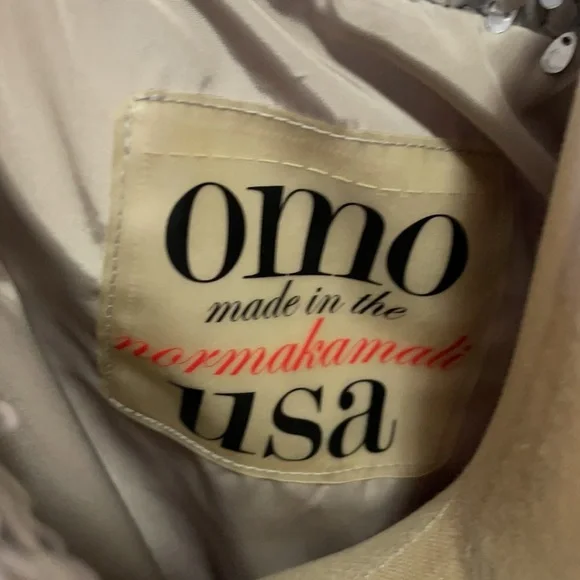 omo
made in the
normakamali
usa